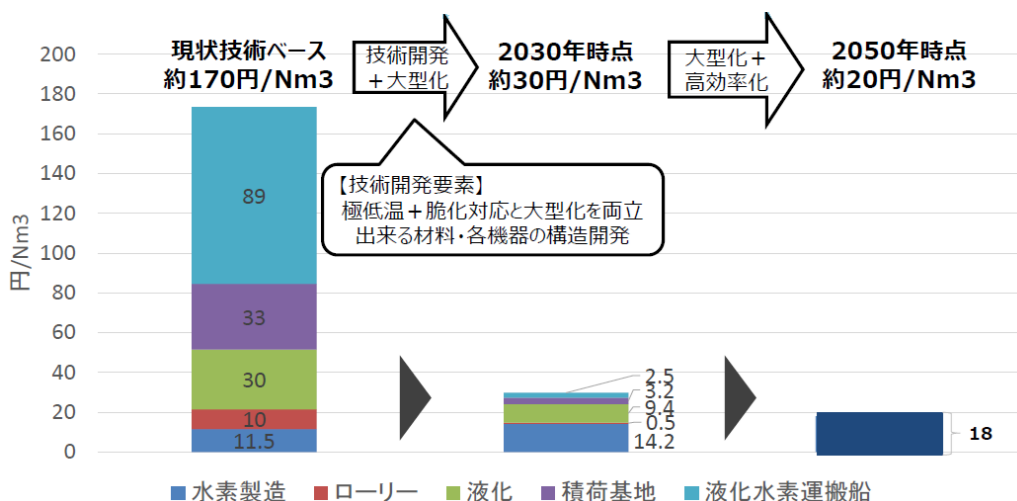 現状技術ベース
約170円/Nm3
技術開発
＋大型化
2030年時点
約30円/Nm3
大型化＋
高効率化
2050年時点
約20円/Nm3
【技術開発要素】
極低温＋脆化対応と大型化を両立
出来る材料・各機器の構造開発
円/Nm3
200
180
160
140
120
100
80
60
40
20
0
89
33
30
10
11.5
2.5
3.2
9.4
0.5
14.2
18
水素製造 ローリー 液化 積荷基地 液化水素運搬船